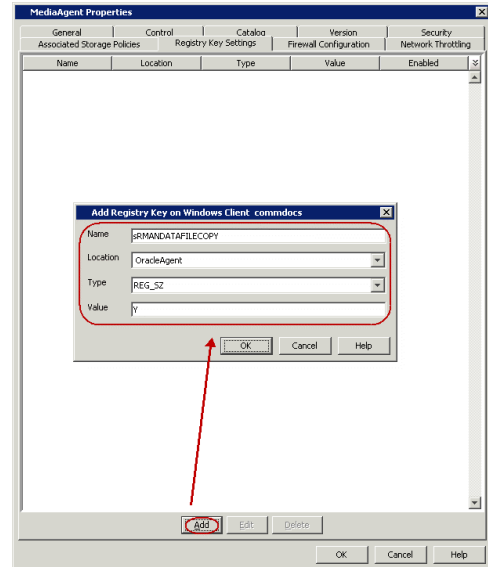 MediaAgent Properties
General Control Catalog Version Security
Associated Storage Policies Registry Key Settings Firewall Configuration Network Throttling
Name Location Type Value Enabled
Add Registry Key on Windows Client commdocs
Name sRMANDATAFILECOPY
Location OracleAgent
Type REG_SZ
Value Y
OK Cancel Help
Add Edit Delete
OK Cancel Help